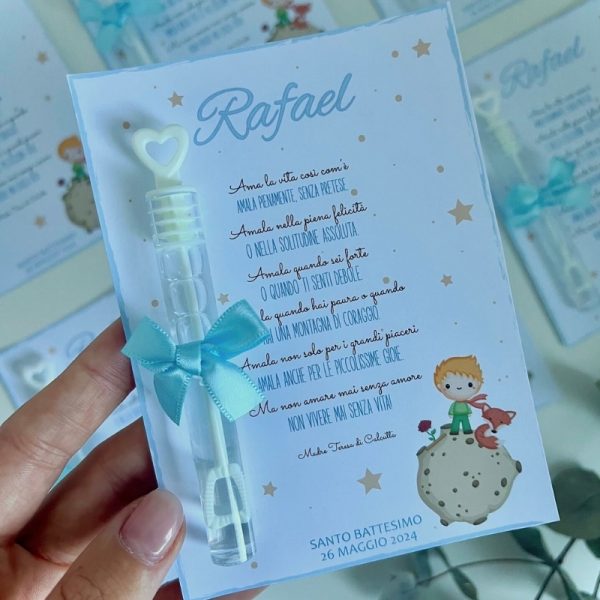 Rafael
Ama la vita così com'è
AMALA PIENAMENTE, SENZA PRETESE.
Amala nella piena felicità
O NELLA SOLITUDINE ASSOLUTA.
Amala quando sei forte
O QUANDO TI SENTI DEBOLE.
la quando hai paura o quando
HAI UNA MONTAGNA DI CORAGGIO.
Amala non solo per i grandi piaceri
AMALA ANCHE PER LE PICCOLISSIME GIOIE.
Ma non amare mai senza amore
NON VIVERE MAI SENZA VITA!
Madre Teresa di Calcutta
SANTO BATTESIMO
26 MAGGIO 2024
Rafael